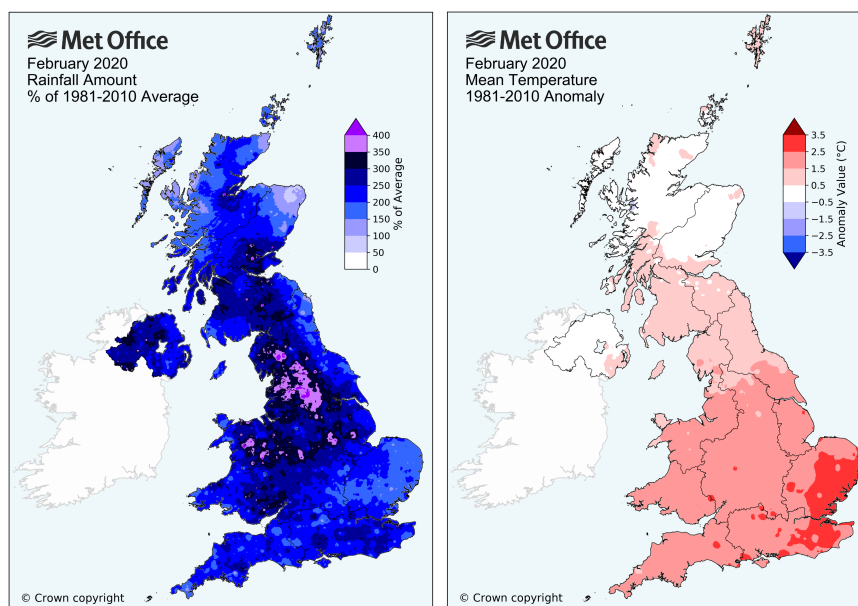 Met Office
February 2020
Rainfall Amount
% of 1981-2010 Average
400
350
300
250
200
150
100
50
0
% of Average
© Crown copyright
Met Office
February 2020
Mean Temperature
1981-2010 Anomaly
3.5
2.5
1.5
0.5
−0.5
−1.5
−2.5
−3.5
Anomaly Value (°C)
© Crown copyright